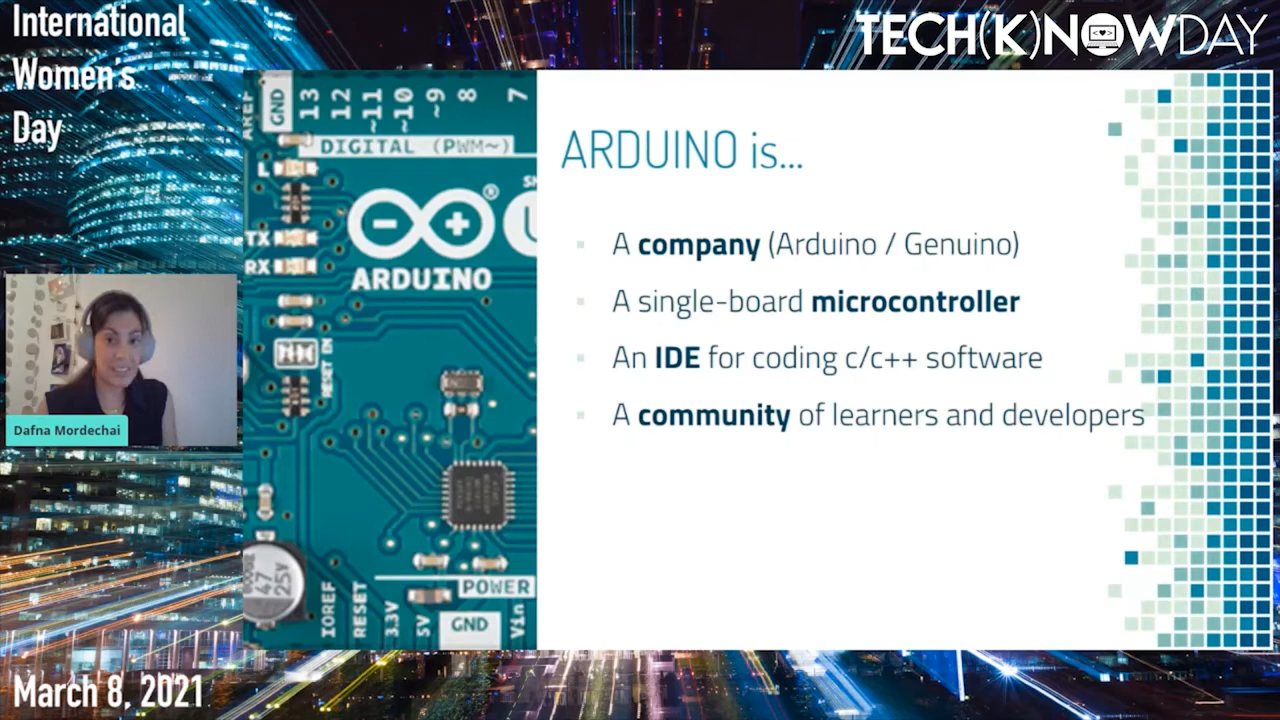 International
Women's
Day
TECH(K)NOWDAY
AREF
GND
13
12
~11
~10
~9
8
7
DIGITAL (PWM~)
L
TX
RX
ARDUINO
RESET EN
47
25V
IOREF
RESET
3.3V
5V
POWER
GND
Vin
ARDUINO is...
A company (Arduino / Genuino)
A single-board microcontroller
An IDE for coding c/c++ software
A community of learners and developers
Dafna Mordechai
March 8, 2021